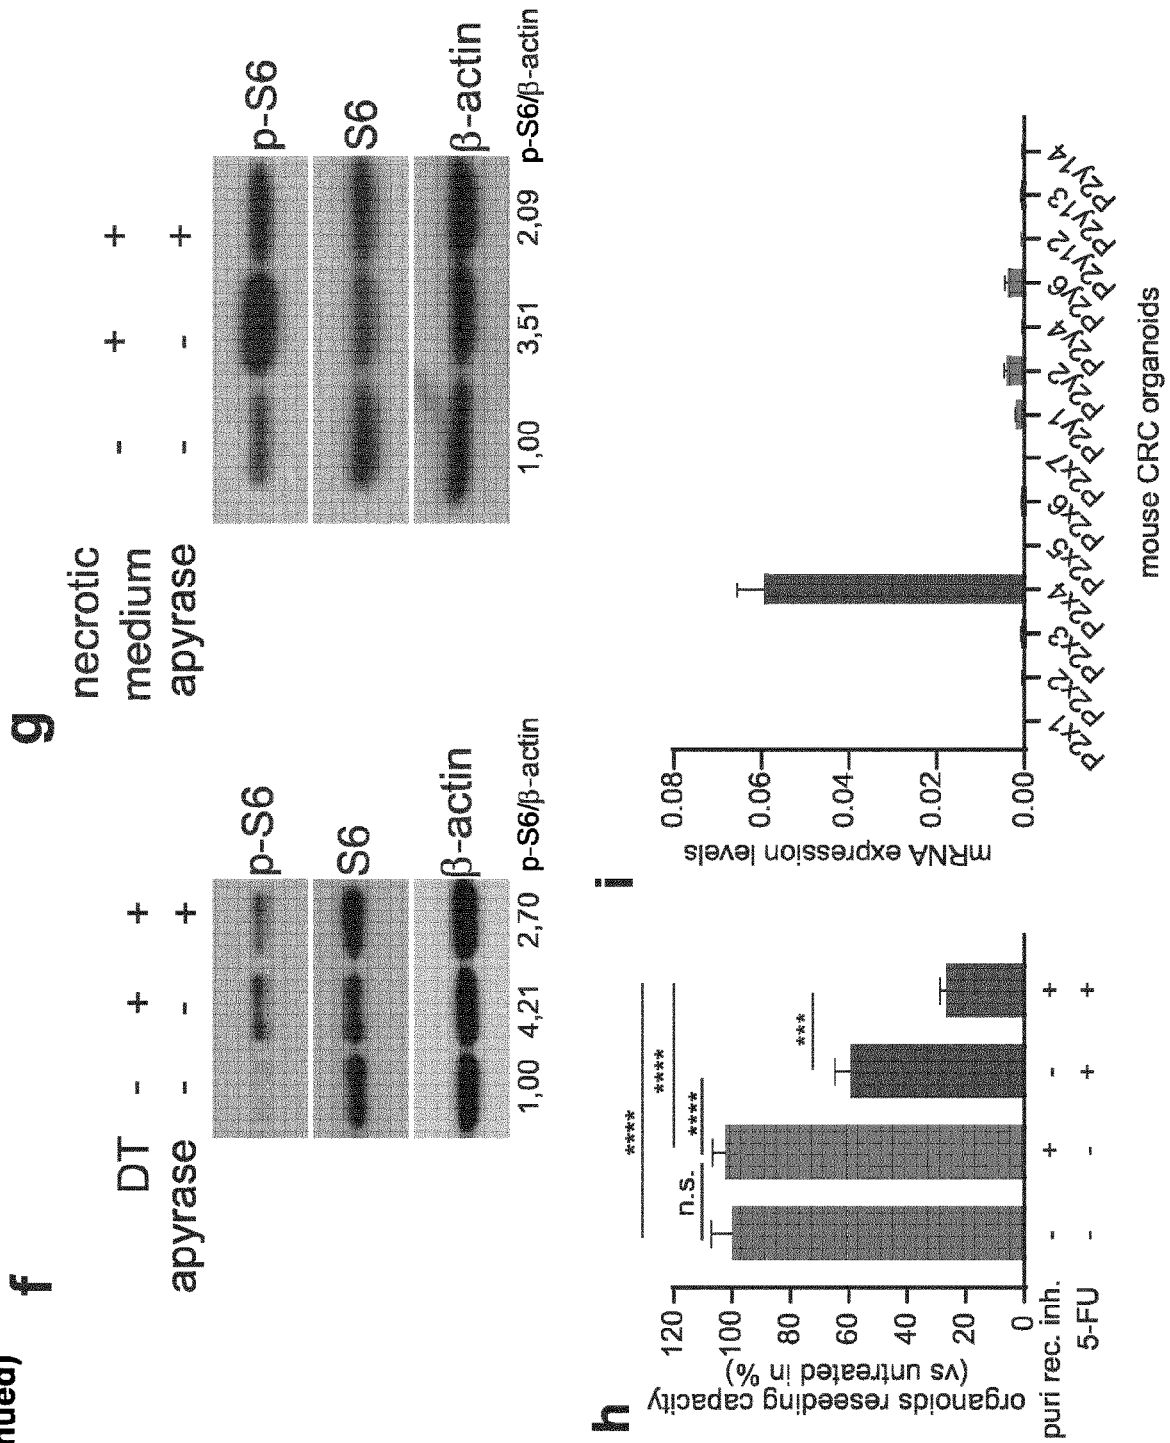 nued)
f
DT - + +
apyrase - - +
p-S6
S6
β-actin
1,00 4,21 2,70 p-S6/β-actin
g
necrotic
medium - + +
apyrase - - +
p-S6
S6
β-actin
1,00 3,51 2,09 p-S6/β-actin
h
organoids reseeding capacity
(vs untreated in %)
120
100
80
60
40
20
0
****
****
n.s. ****
***
puri rec. inh. - + - +
5-FU - - + +
i
mRNA expression levels
0.08
0.06
0.04
0.02
0.00
p2x1 p2x2 p2x3 p2x4 p2x5 p2x6 p2x7 p2y1 p2y2 p2y4 p2y6 p2y12 p2y13 p2y14
mouse CRC organoids